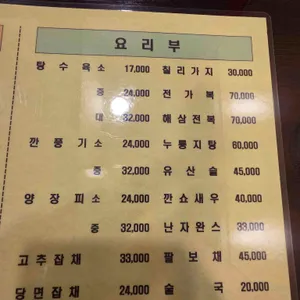 요리부
탕수육소 17,000 칠리가지 30,000
중 24,000 전가복 70,000
대 32,000 해삼전복 70,000
깐풍기소 24,000 누룽지탕 60,000
중 32,000 유산슬 45,000
양장피소 24,000 깐쇼새우 40,000
중 32,000 난자완스 33,000
고추잡채 33,000 팔보채 45,000
당면잡채 24,000 술국 20,000